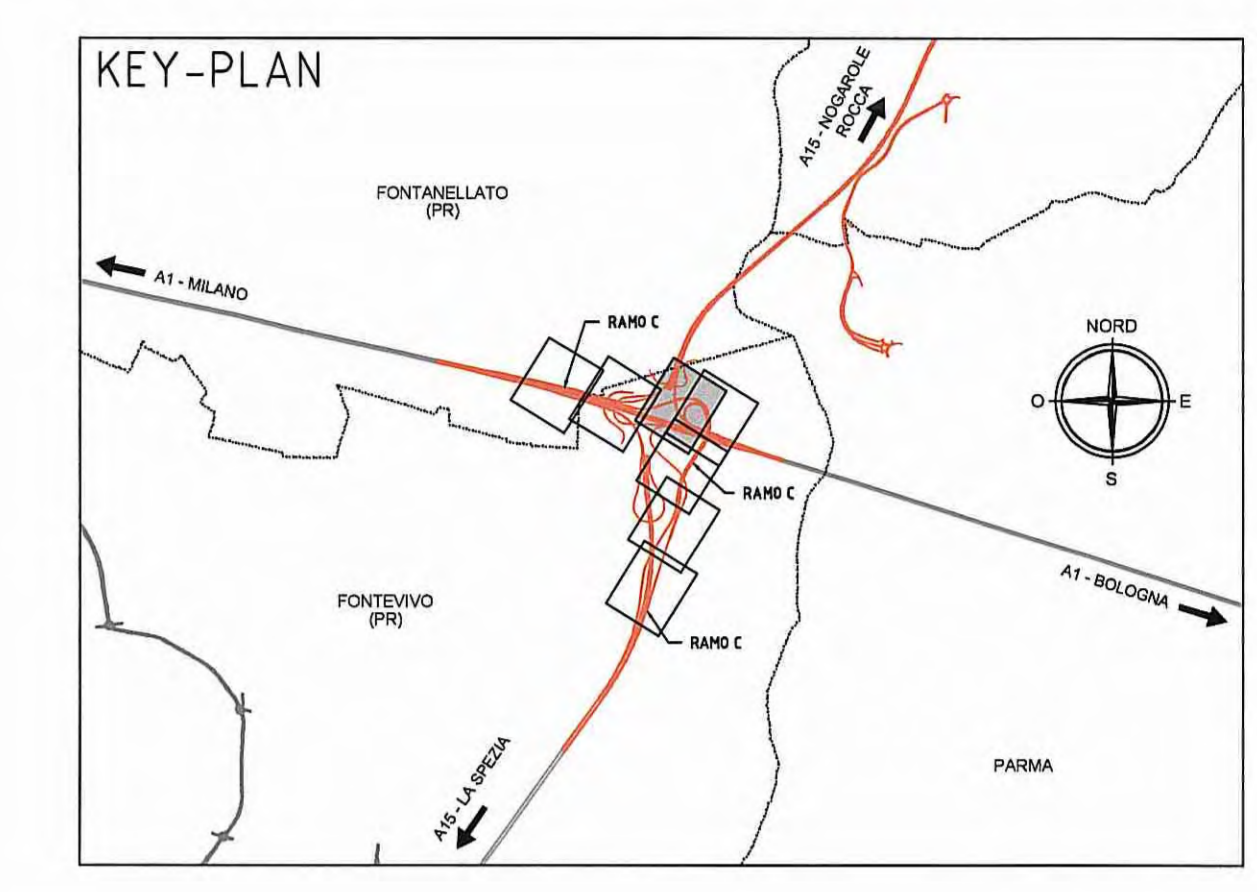 KEY-PLAN
A15 - NOGAROLE
ROCCA
FONTANELLATO
(PR)
A1 - MILANO
RAMO C
NORD
O
E
S
RAMO C
A1 - BOLOGNA
FONTEVIVO
(PR)
RAMO C
A15 - LA SPEZIA
PARMA